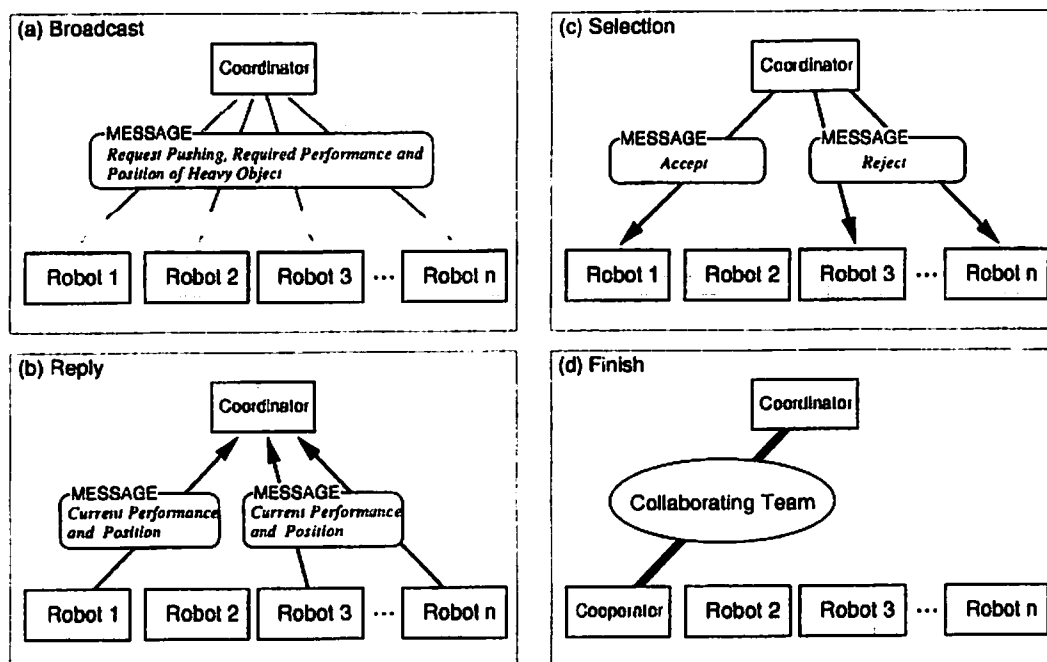 (a) Broadcast
Coordinator
MESSAGE
Request Pushing, Required Performance and
Position of Heavy Object
Robot 1
Robot 2
Robot 3
...
Robot n
(b) Reply
Coordinator
MESSAGE
Current Performance
and Position
MESSAGE
Current Performance
and Position
Robot 1
Robot 2
Robot 3
...
Robot n
(c) Selection
Coordinator
MESSAGE
Accept
MESSAGE
Reject
Robot 1
Robot 2
Robot 3
...
Robot n
(d) Finish
Coordinator
Collaborating Team
Cooperator
Robot 2
Robot 3
...
Robot n